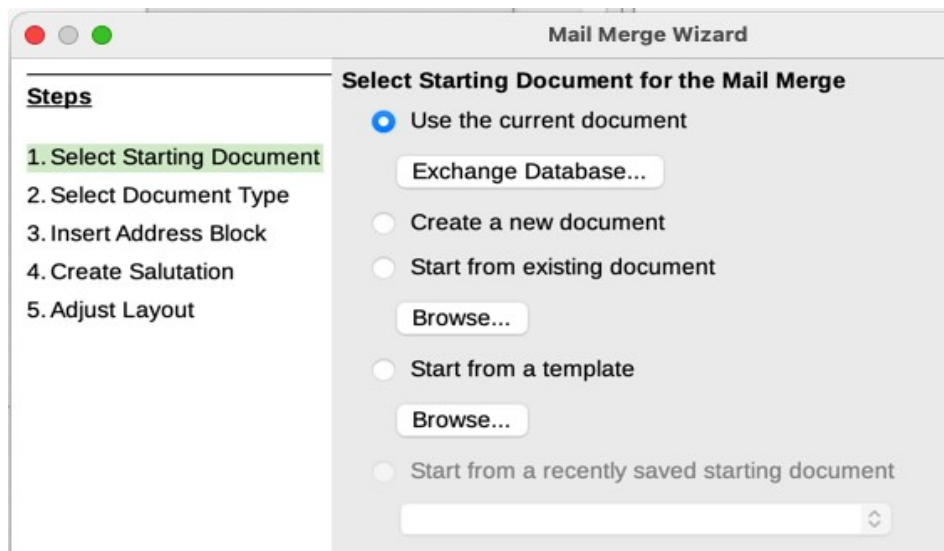 Mail Merge Wizard
Steps
1. Select Starting Document
2. Select Document Type
3. Insert Address Block
4. Create Salutation
5. Adjust Layout
Select Starting Document for the Mail Merge
Use the current document
Exchange Database...
Create a new document
Start from existing document
Browse...
Start from a template
Browse...
Start from a recently saved starting document